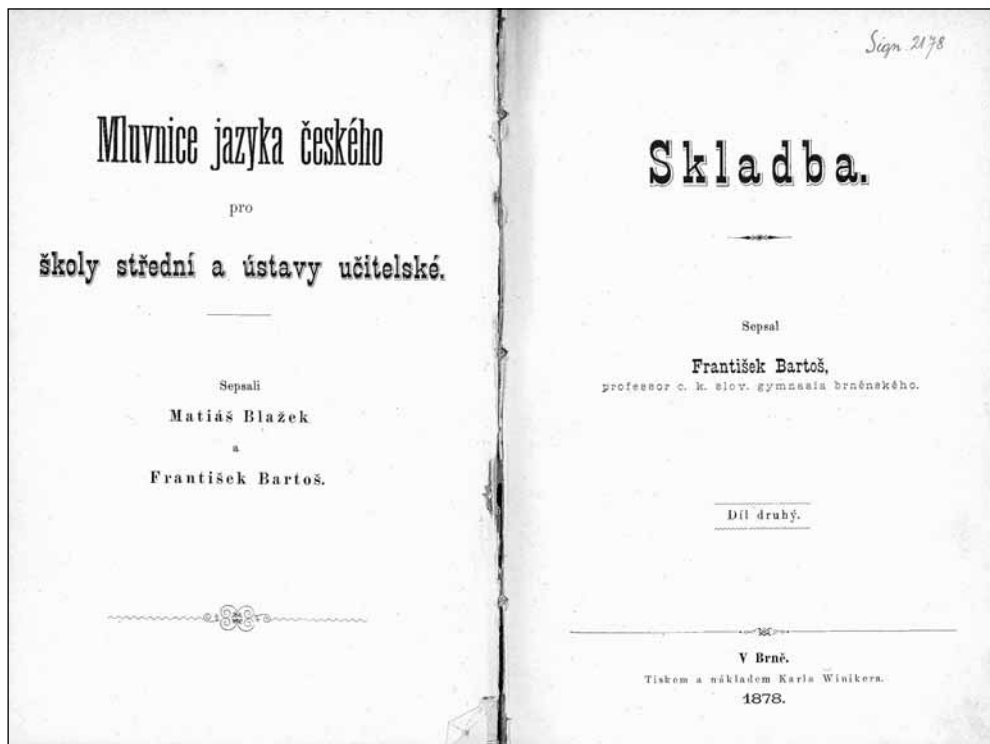 Mluvnice jazyka českého
pro
školy střední a ústavy učitelské.
Sepsali
Matiáš Blažek
a
František Bartoš.
Sign. 2178
Skladba.
Sepsal
František Bartoš,
professor c. k. slov. gymnasia brněnského.
Díl druhý.
V Brně.
Tiskem a nákladem Karla Winikera.
1878.